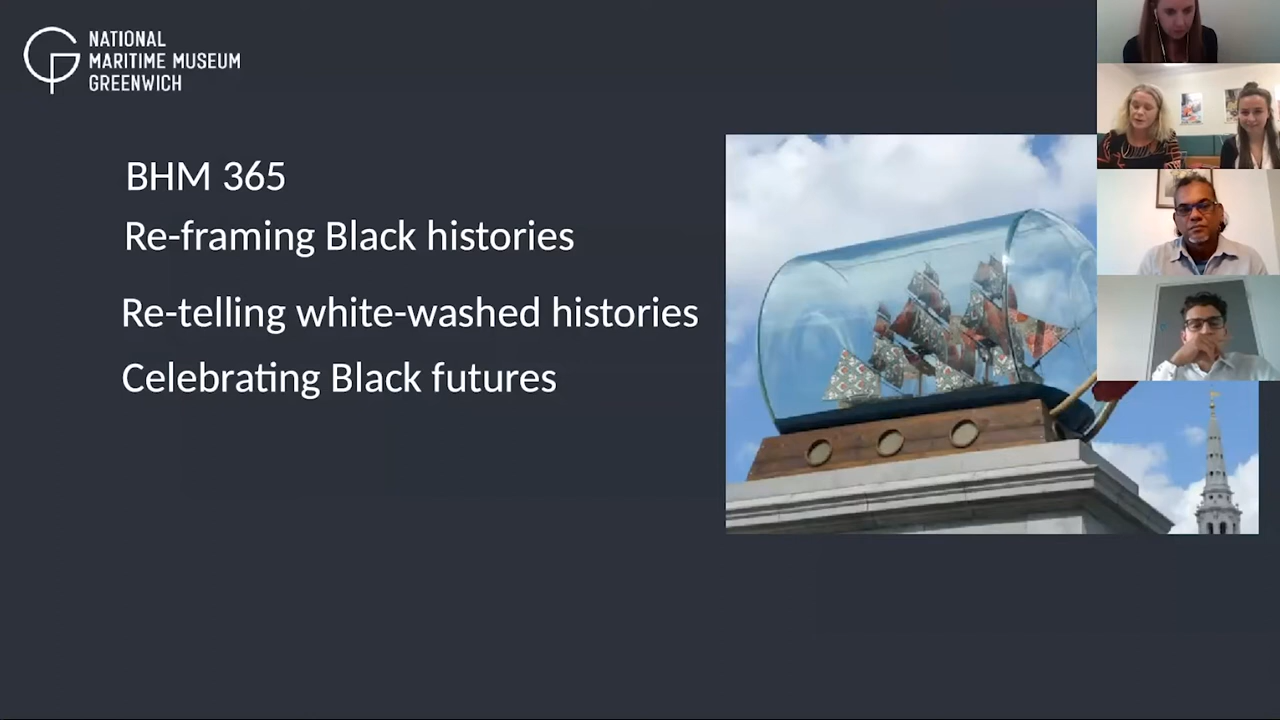 NATIONAL
MARITIME MUSEUM
GREENWICH
BHM 365
Re-framing Black histories
Re-telling white-washed histories
Celebrating Black futures